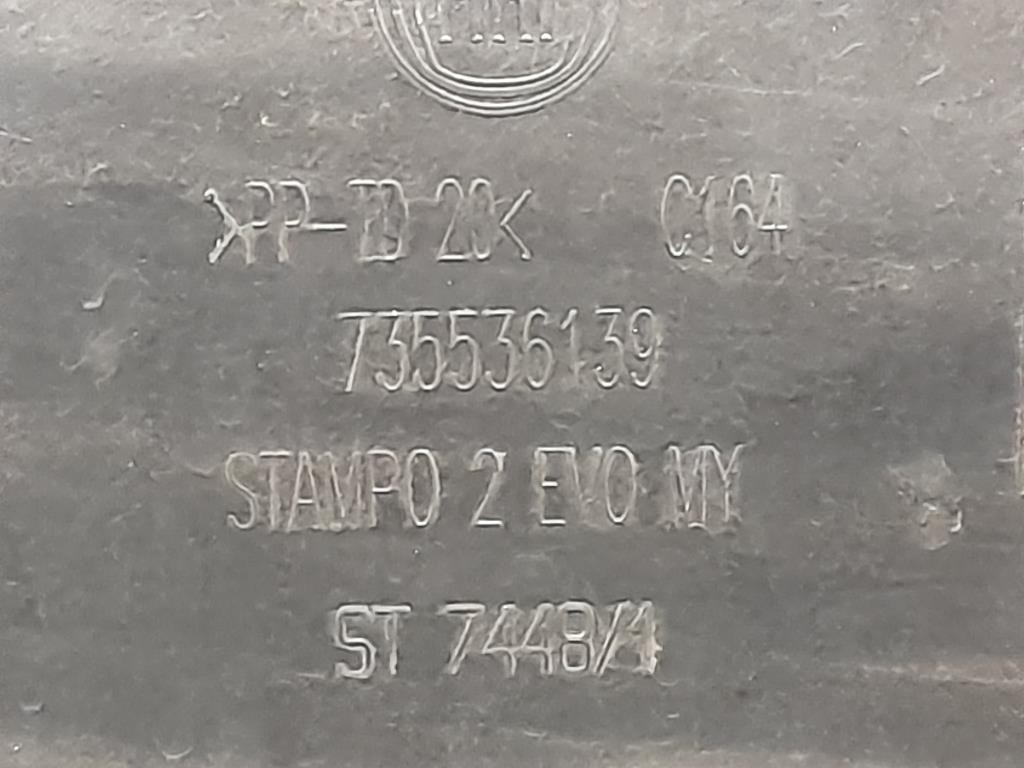 >PP-TD 20< C164
735536139
STAMPO 2 EVO MY
ST 7448/1